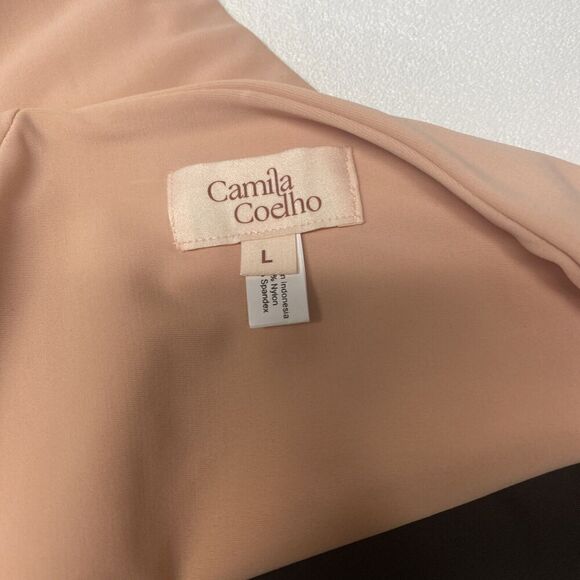 Camila
Coelho
L
Indonesia
% Nylon
Spandex